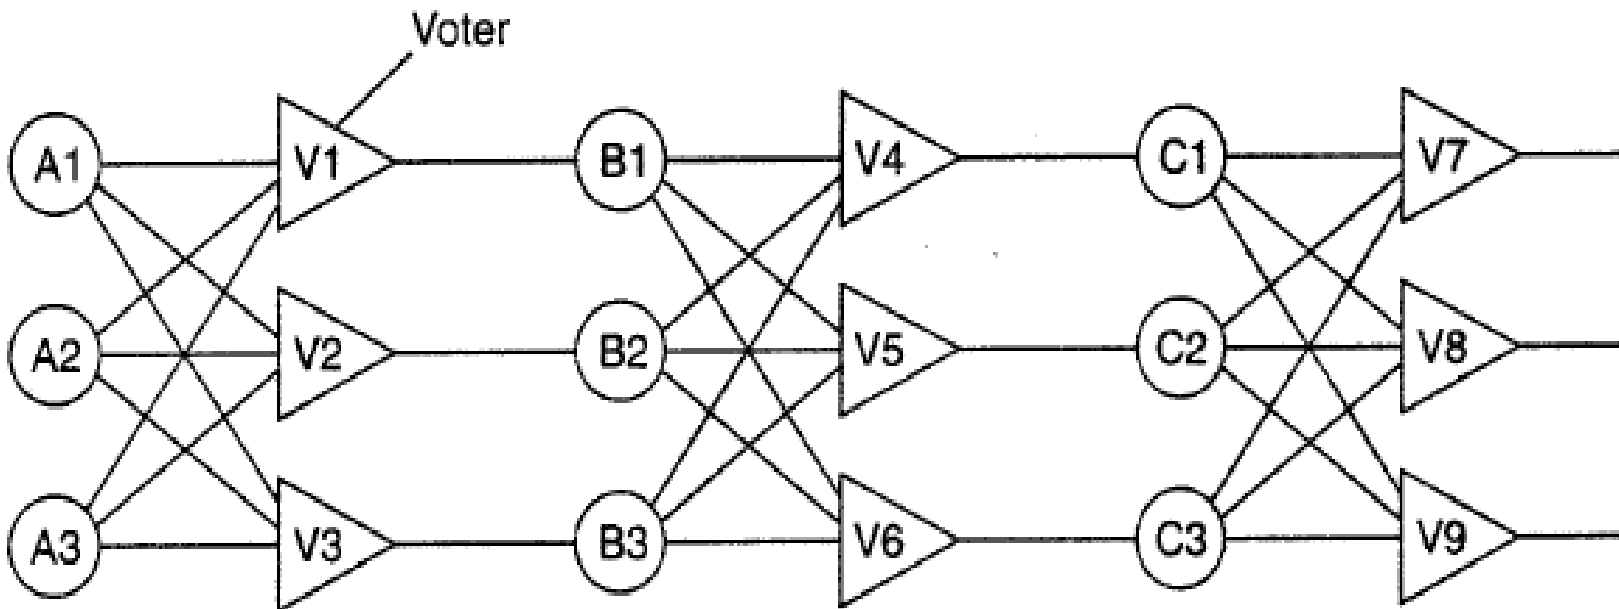 Voter
A1 V1 B1 V4 C1 V7
A2 V2 B2 V5 C2 V8
A3 V3 B3 V6 C3 V9